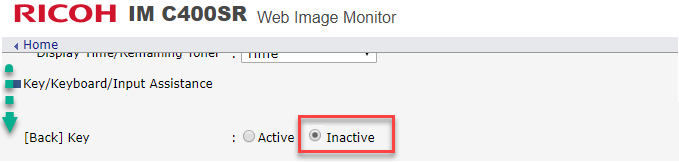 RICOH IM C400SR Web Image Monitor
Home
Display Time/Remaining Toner : Time
Key/Keyboard/Input Assistance
[Back] Key : Active Inactive